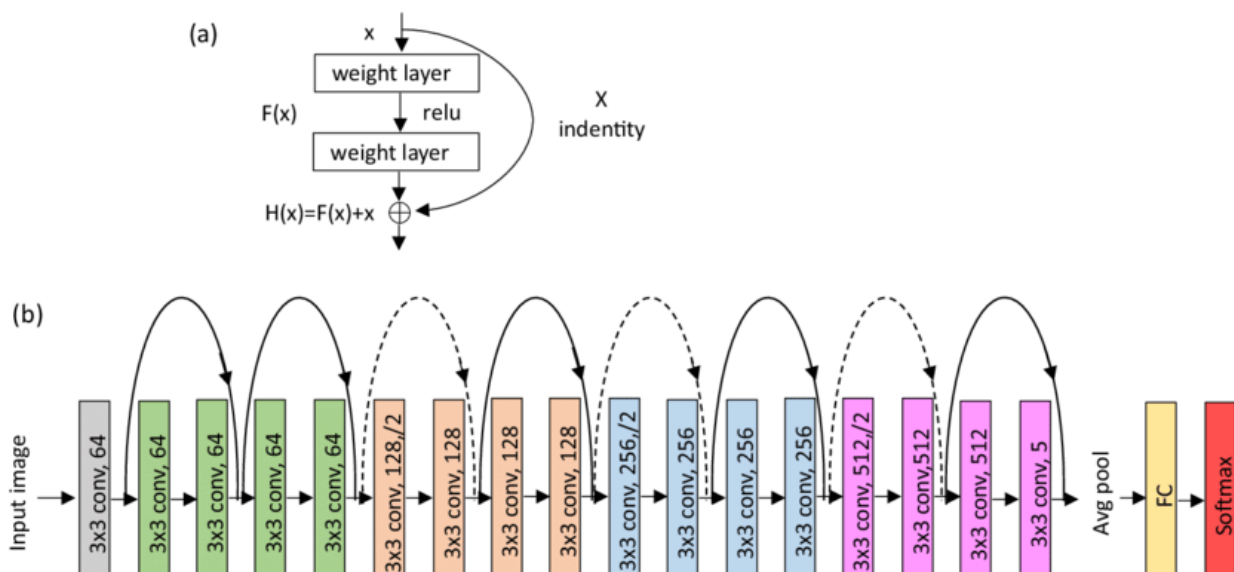 (a)
x
weight layer
F(x)
relu
X
indentity
weight layer
H(x)=F(x)+x
(b)
Input image
3x3 conv, 64
3x3 conv, 64
3x3 conv, 64
3x3 conv, 64
3x3 conv, 64
3x3 conv, 128,/2
3x3 conv, 128
3x3 conv, 128
3x3 conv, 128
3x3 conv, 256,/2
3x3 conv, 256
3x3 conv, 256
3x3 conv, 256
3x3 conv, 512,/2
3x3 conv,512
3x3 conv, 512
3x3 conv, 5
Avg pool
FC
Softmax